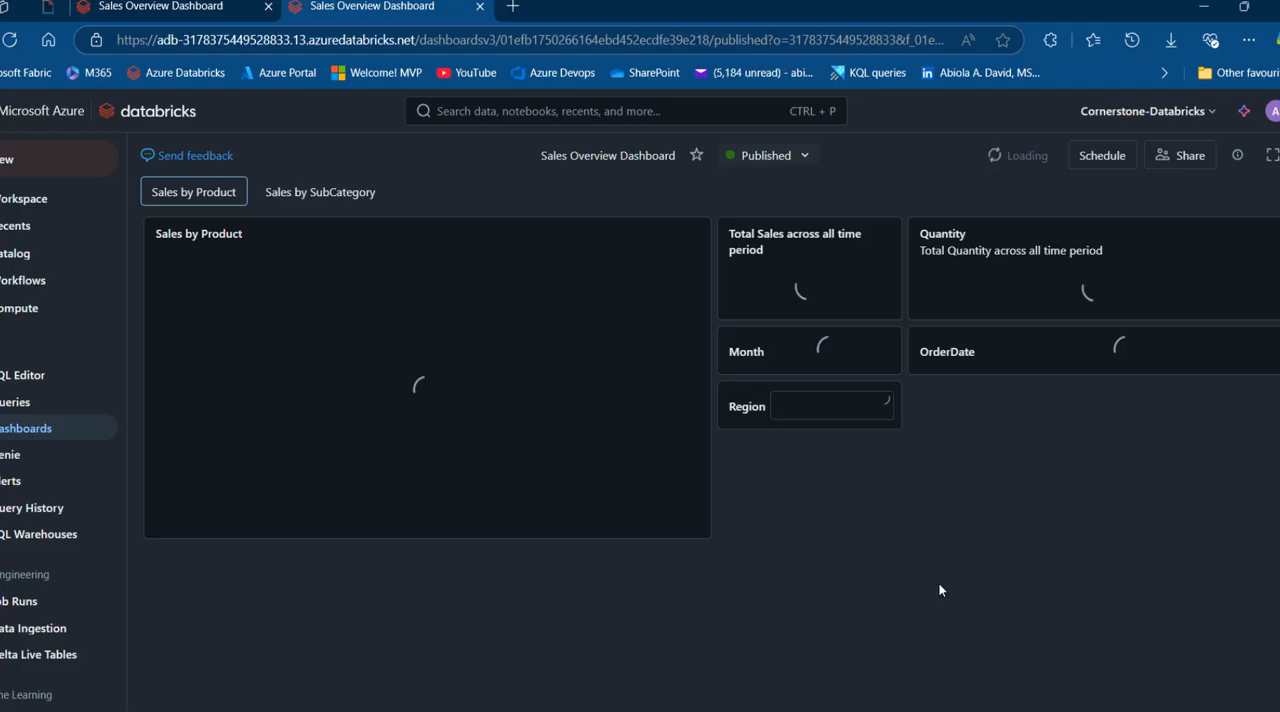 Sales Overview Dashboard
Sales Overview Dashboard
https://adb-3178375449528833.13.azuredatabricks.net/dashboardsv3/01efb1750266164ebd452ecdfe39e218/published?o=3178375449528833&f_01e...
osoft Fabric
M365
Azure Databricks
Azure Portal
Welcome! MVP
YouTube
Azure Devops
SharePoint
(5,184 unread) - abi...
KQL queries
Abiola A. David, MS...
Other favouri
Microsoft Azure
databricks
Search data, notebooks, recents, and more...
CTRL + P
Cornerstone-Databricks
A
ew
Send feedback
Sales Overview Dashboard
Published
Loading
Schedule
Share
Sales by Product
Sales by SubCategory
orkspace
ecents
atalog
orkflows
ompute
QL Editor
ueries
ashboards
enie
lerts
uery History
QL Warehouses
ngineering
ob Runs
ata Ingestion
elta Live Tables
ne Learning
Sales by Product
Total Sales across all time
period
Quantity
Total Quantity across all time period
Month
OrderDate
Region